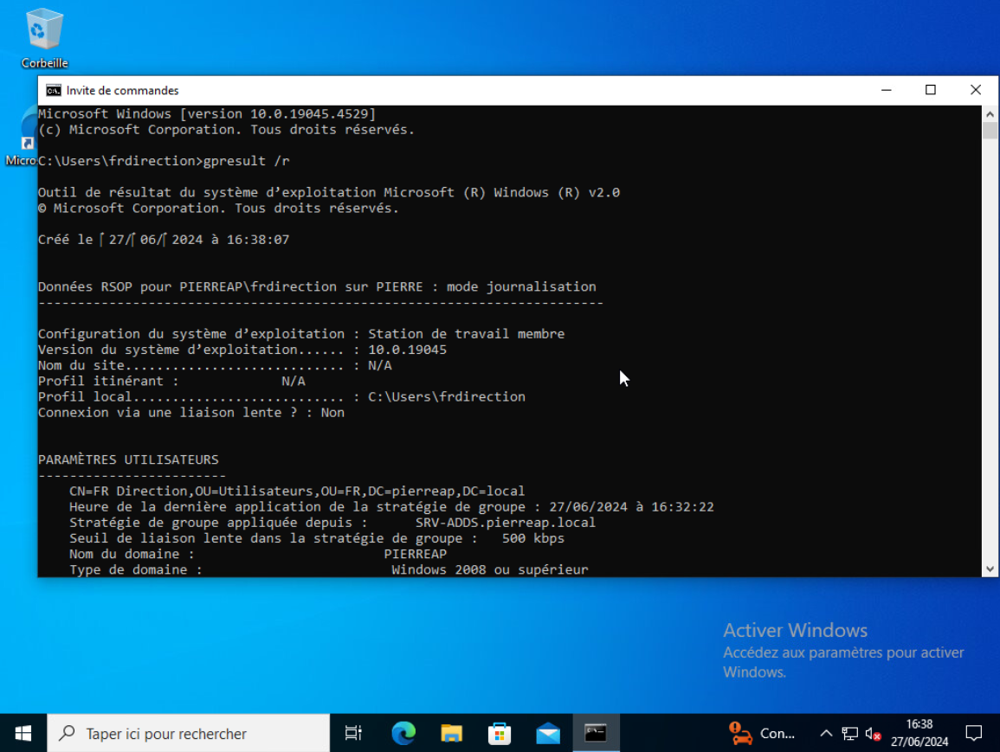 Corbeille
Invite de commandes
Micro
Microsoft Windows [version 10.0.19045.4529]
(c) Microsoft Corporation. Tous droits réservés.
C:\Users\frdirection>gpresult /r
Outil de résultat du système d’exploitation Microsoft (R) Windows (R) v2.0
© Microsoft Corporation. Tous droits réservés.
Créé le 27/ 06/ 2024 à 16:38:07
Données RSOP pour PIERREAP\frdirection sur PIERRE : mode journalisation
------------------------------------------------------------------------
Configuration du système d’exploitation : Station de travail membre
Version du système d’exploitation...... : 10.0.19045
Nom du site............................ : N/A
Profil itinérant :             N/A
Profil local........................... : C:\Users\frdirection
Connexion via une liaison lente ? : Non
PARAMÈTRES UTILISATEURS
------------------------
CN=FR Direction,OU=Utilisateurs,OU=FR,DC=pierreap,DC=local
Heure de la dernière application de la stratégie de groupe : 27/06/2024 à 16:32:22
Stratégie de groupe appliquée depuis :      SRV-ADDS.pierreap.local
Seuil de liaison lente dans la stratégie de groupe :   500 kbps
Nom du domaine :                        PIERREAP
Type de domaine :                        Windows 2008 ou supérieur
Activer Windows
Accédez aux paramètres pour activer
Windows.
Taper ici pour rechercher
Con...
16:38
27/06/2024